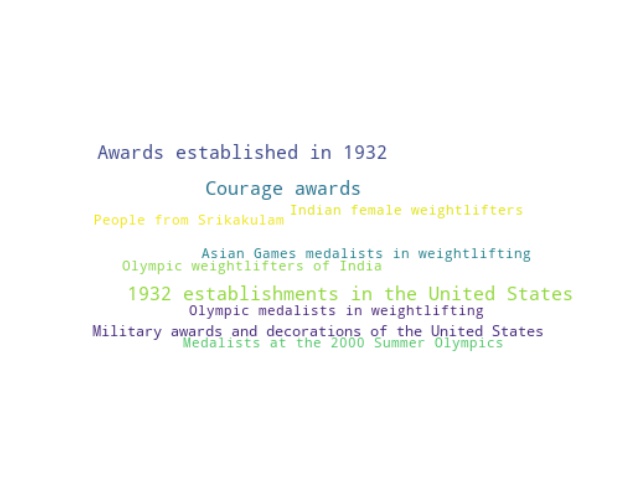 Awards established in 1932
Courage awards
Indian female weightlifters
People from Srikakulam
Asian Games medalists in weightlifting
Olympic weightlifters of India
1932 establishments in the United States
Olympic medalists in weightlifting
Military awards and decorations of the United States
Medalists at the 2000 Summer Olympics